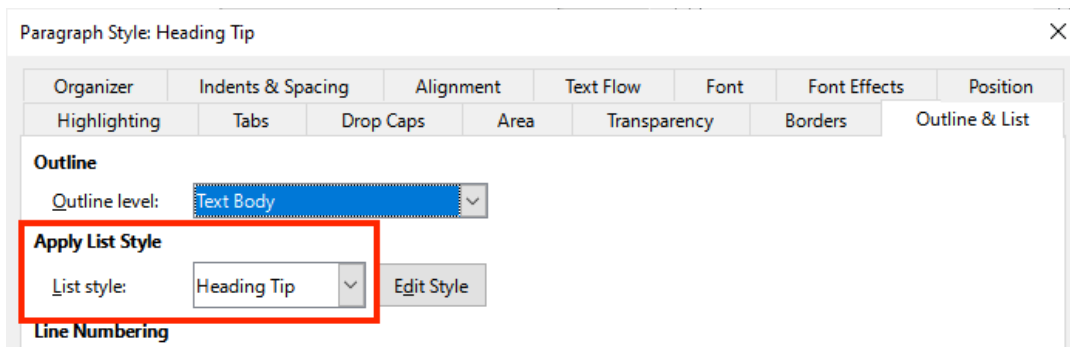 Paragraph Style: Heading Tip
Organizer Indents & Spacing Alignment Text Flow Font Font Effects Position
Highlighting Tabs Drop Caps Area Transparency Borders Outline & List
Outline
Outline level: Text Body
Apply List Style
List style: Heading Tip Edit Style
Line Numbering